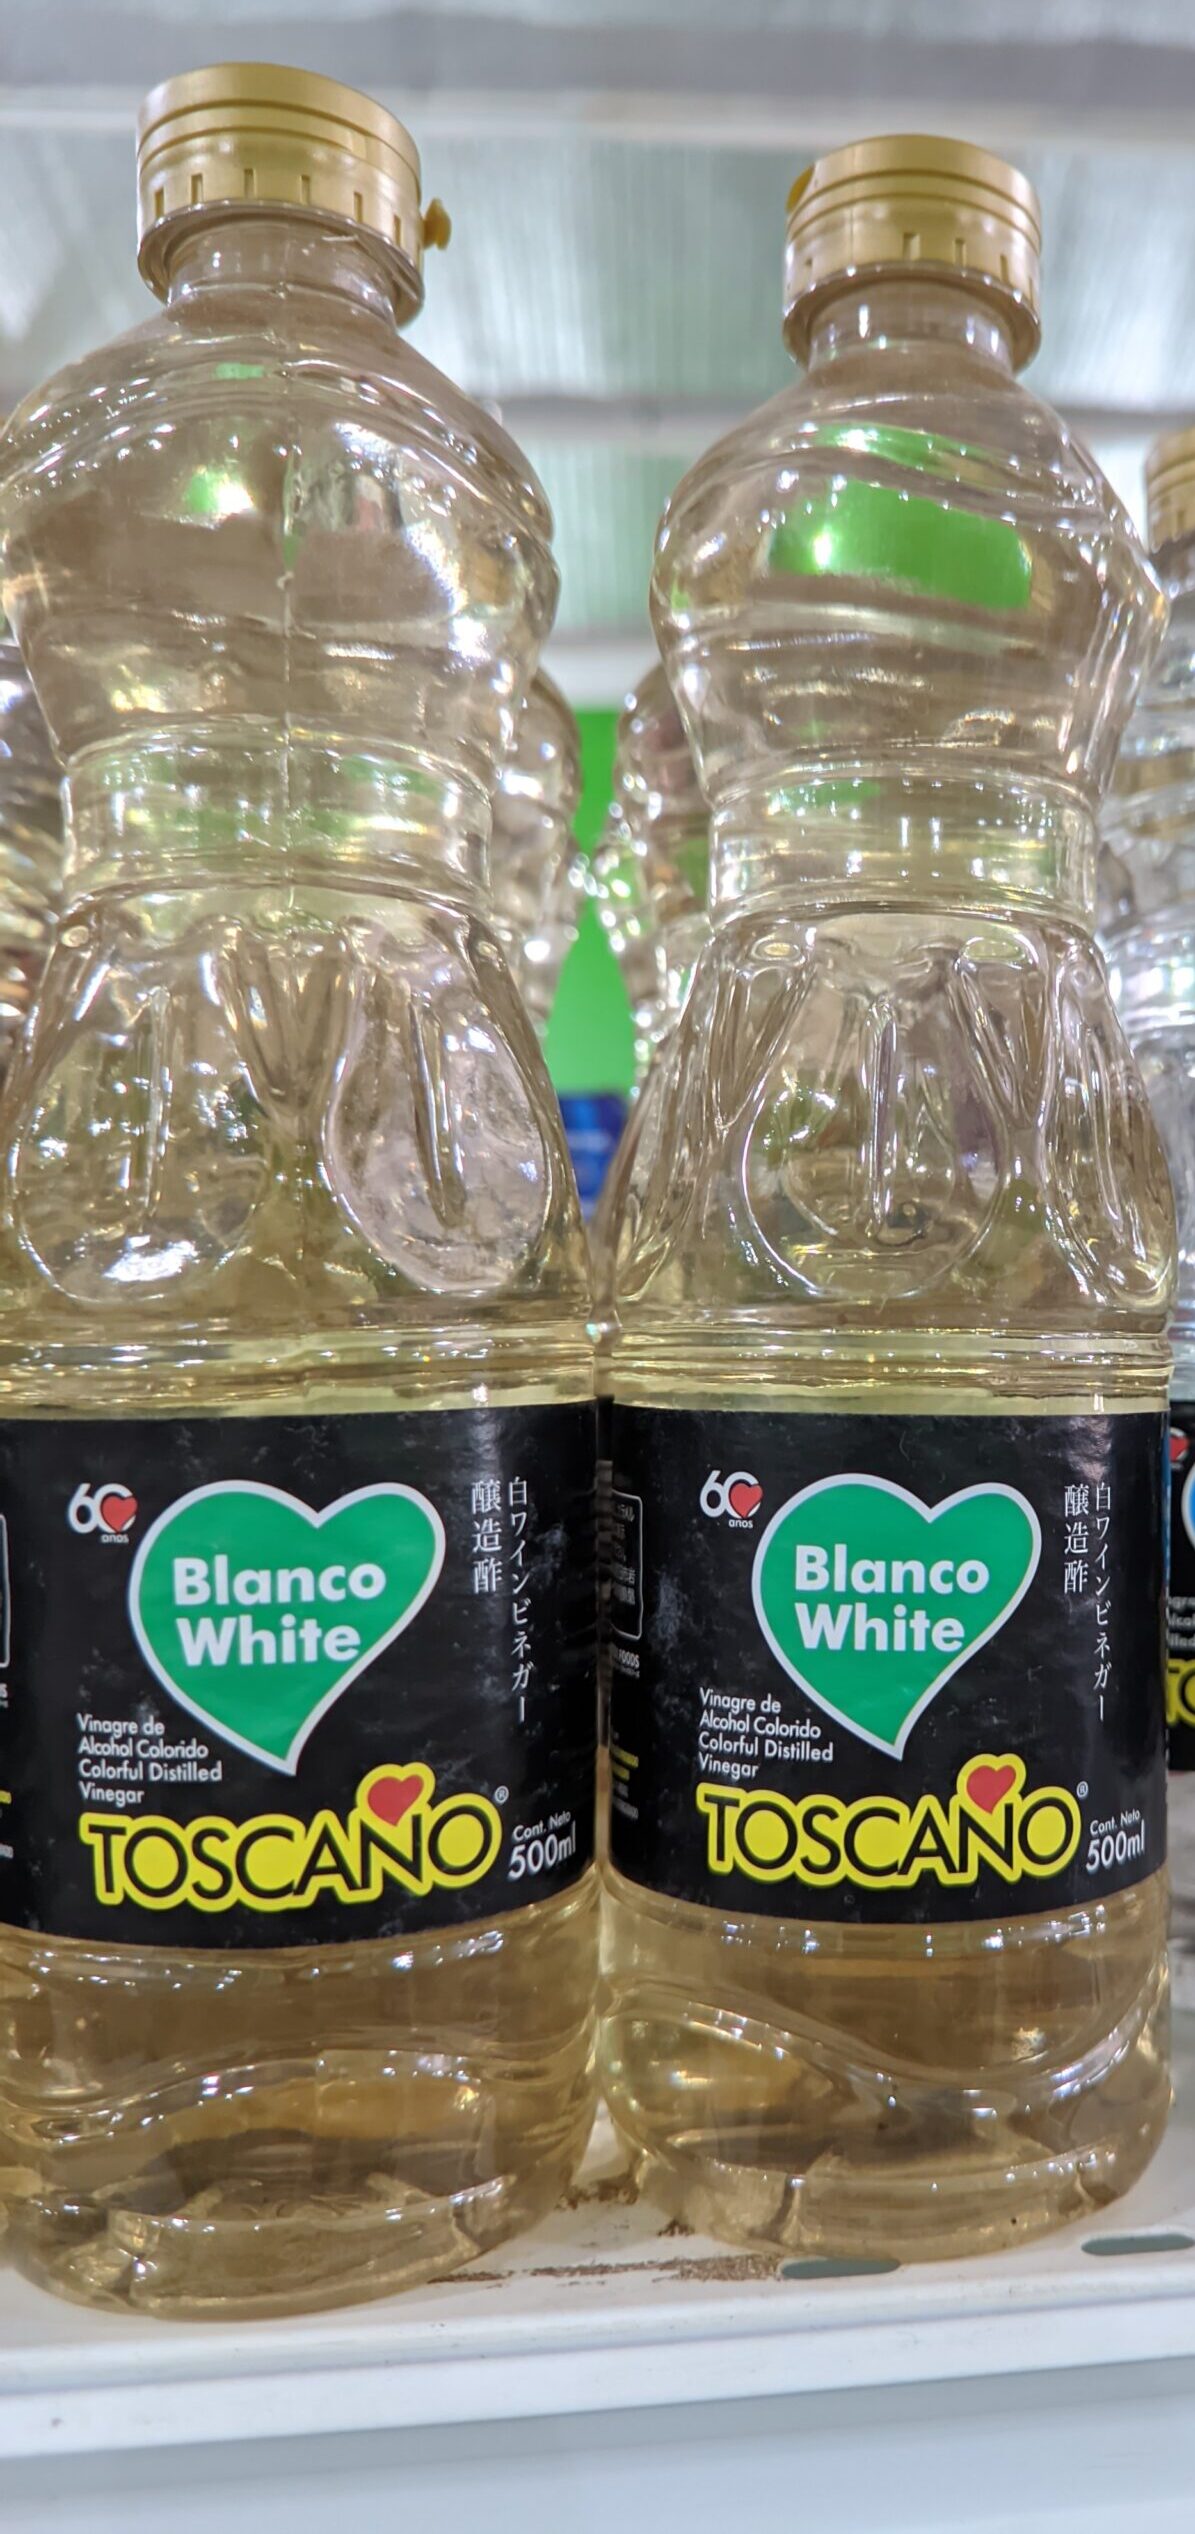 60
anos
Blanco
White
白ワインビネガー
醸造酢
Vinagre de
Alcohol Colorido
Colorful Distilled
Vinegar
TOSCANO®
Cont. Neto
500ml
60
anos
Blanco
White
白ワインビネガー
醸造酢
Vinagre de
Alcohol Colorido
Colorful Distilled
Vinegar
TOSCANO®
Cont. Neto
500ml